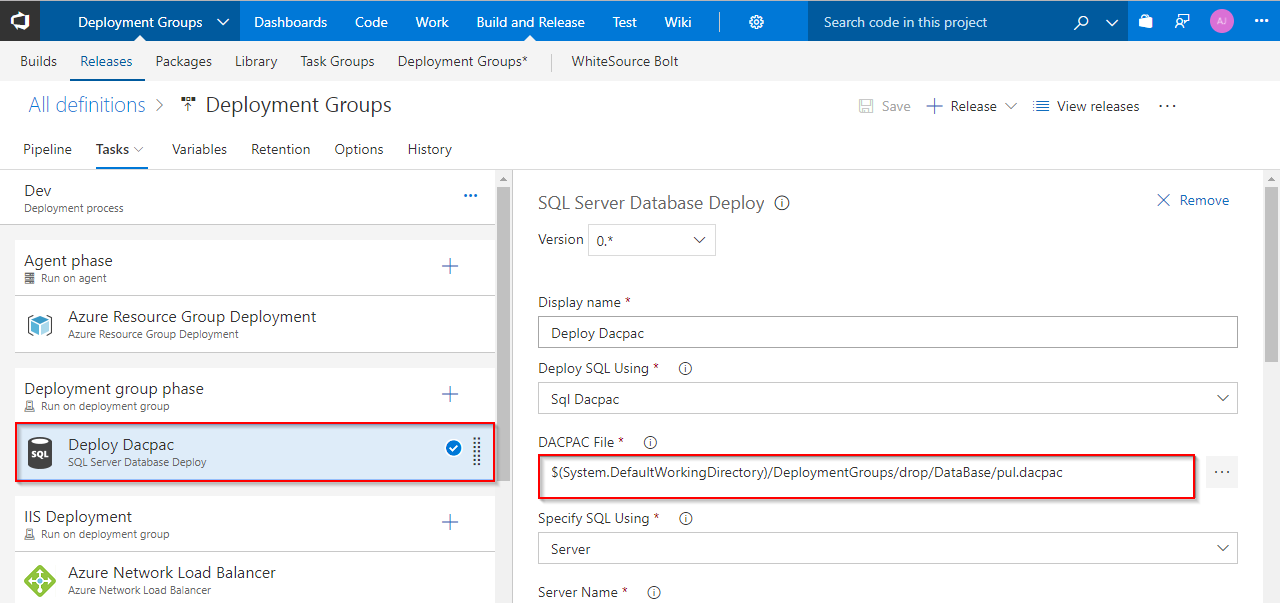 Deployment Groups Dashboards Code Work Build and Release Test Wiki Search code in this project AJ
Builds Releases Packages Library Task Groups Deployment Groups* WhiteSource Bolt
All definitions > Deployment Groups Save Release View releases ...
Pipeline Tasks Variables Retention Options History
Dev
Deployment process
Agent phase
Run on agent
Azure Resource Group Deployment
Azure Resource Group Deployment
Deployment group phase
Run on deployment group
SQL
Deploy Dacpac
SQL Server Database Deploy
IIS Deployment
Run on deployment group
Azure Network Load Balancer
Azure Network Load Balancer
SQL Server Database Deploy Remove
Version 0.*
Display name *
Deploy Dacpac
Deploy SQL Using *
Sql Dacpac
DACPAC File *
$(System.DefaultWorkingDirectory)/DeploymentGroups/drop/DataBase/pul.dacpac
Specify SQL Using *
Server
Server Name *